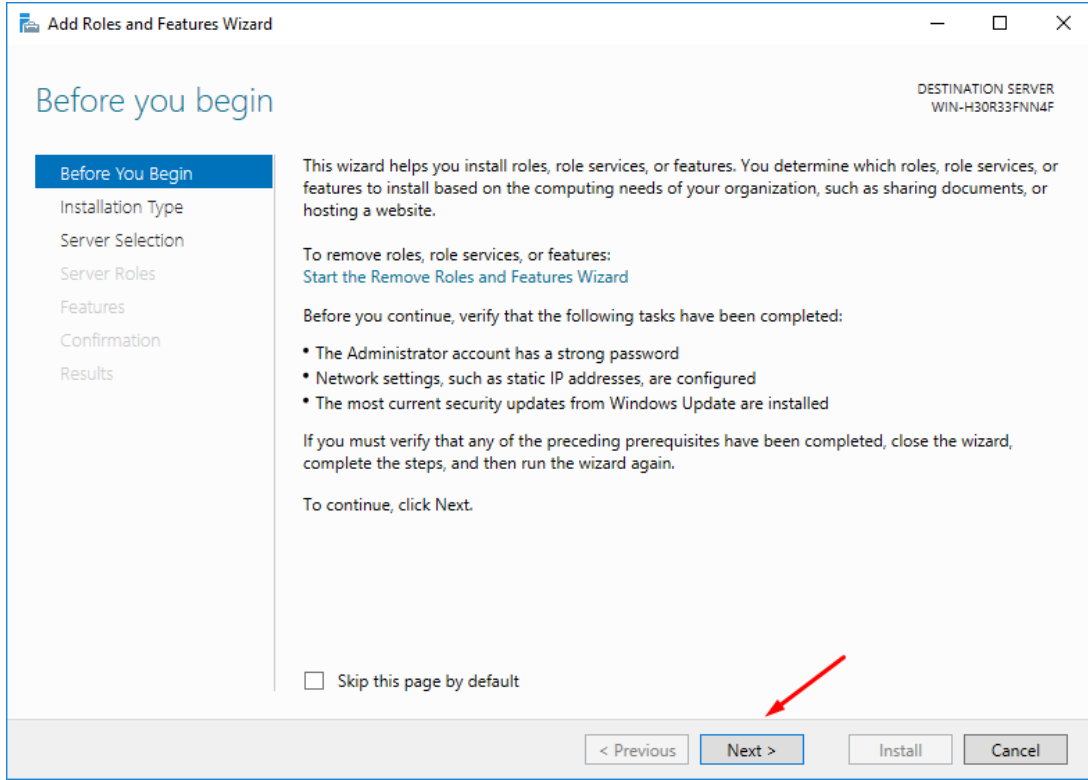 Add Roles and Features Wizard
Before you begin
DESTINATION SERVER
WIN-H30R33FNN4F
Before You Begin
Installation Type
Server Selection
Server Roles
Features
Confirmation
Results
This wizard helps you install roles, role services, or features. You determine which roles, role services, or
features to install based on the computing needs of your organization, such as sharing documents, or
hosting a website.
To remove roles, role services, or features:
Start the Remove Roles and Features Wizard
Before you continue, verify that the following tasks have been completed:
• The Administrator account has a strong password
• Network settings, such as static IP addresses, are configured
• The most current security updates from Windows Update are installed
If you must verify that any of the preceding prerequisites have been completed, close the wizard,
complete the steps, and then run the wizard again.
To continue, click Next.
Skip this page by default
< Previous
Next >
Install
Cancel